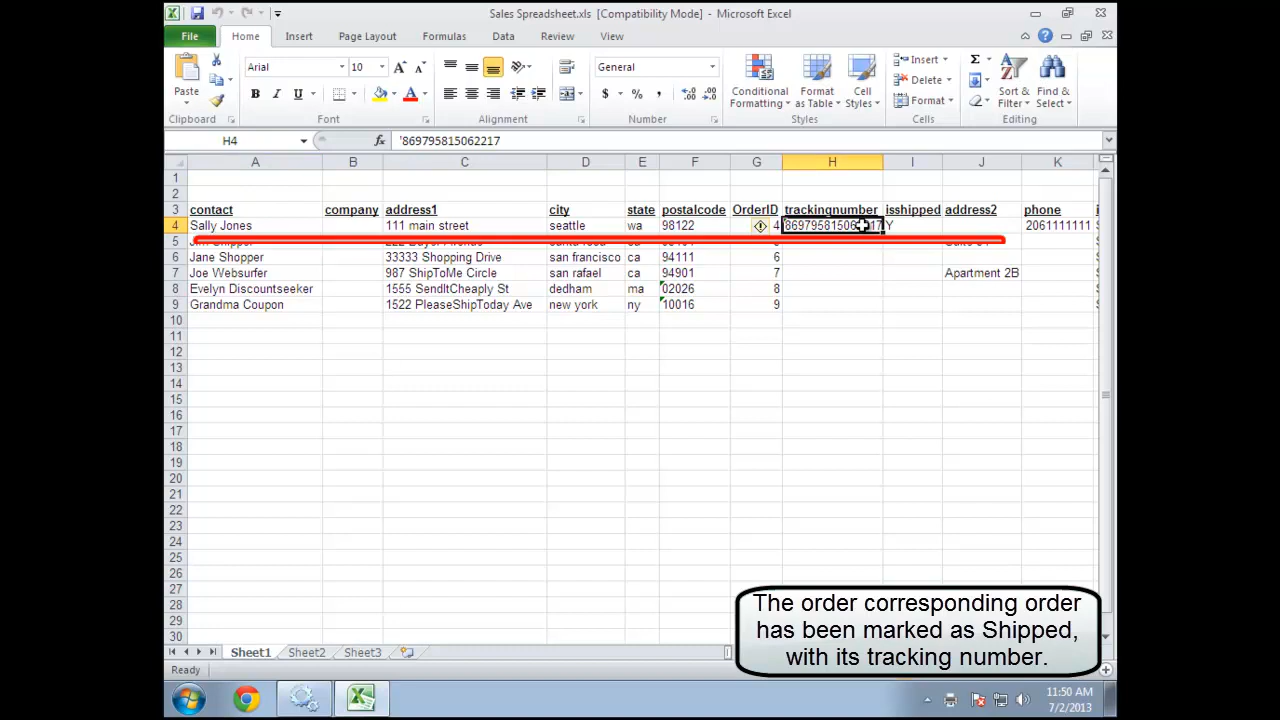 Sales Spreadsheet.xls [Compatibility Mode] - Microsoft Excel
File Home Insert Page Layout Formulas Data Review View
Arial 10 General
Paste B I U $ % , Conditional Formatting Format as Table Cell Styles Insert Delete Format Sort & Filter Find & Select
Clipboard Font Alignment Number Styles Cells Editing
H4 fx '869795815062217
A B C D E F G H I J K
1
2
3 contact company address1 city state postalcode OrderID trackingnumber isshipped address2 phone
4 Sally Jones 111 main street seattle wa 98122 4 Y 2061111111
5
6 Jane Shopper 33333 Shopping Drive san francisco ca 94111 6
7 Joe Websurfer 987 ShipToMe Circle san rafael ca 94901 7 Apartment 2B
8 Evelyn Discountseeker 1555 SendItCheaply St dedham ma 02026 8
9 Grandma Coupon 1522 PleaseShipToday Ave new york ny 10016 9
10
11
12
13
14
15
16
17
18
19
20
21
22
23
24
25
26
27
28
29
30
The order corresponding order
has been marked as Shipped,
with its tracking number.
Sheet1 Sheet2 Sheet3
Ready
11:50 AM
7/2/2013